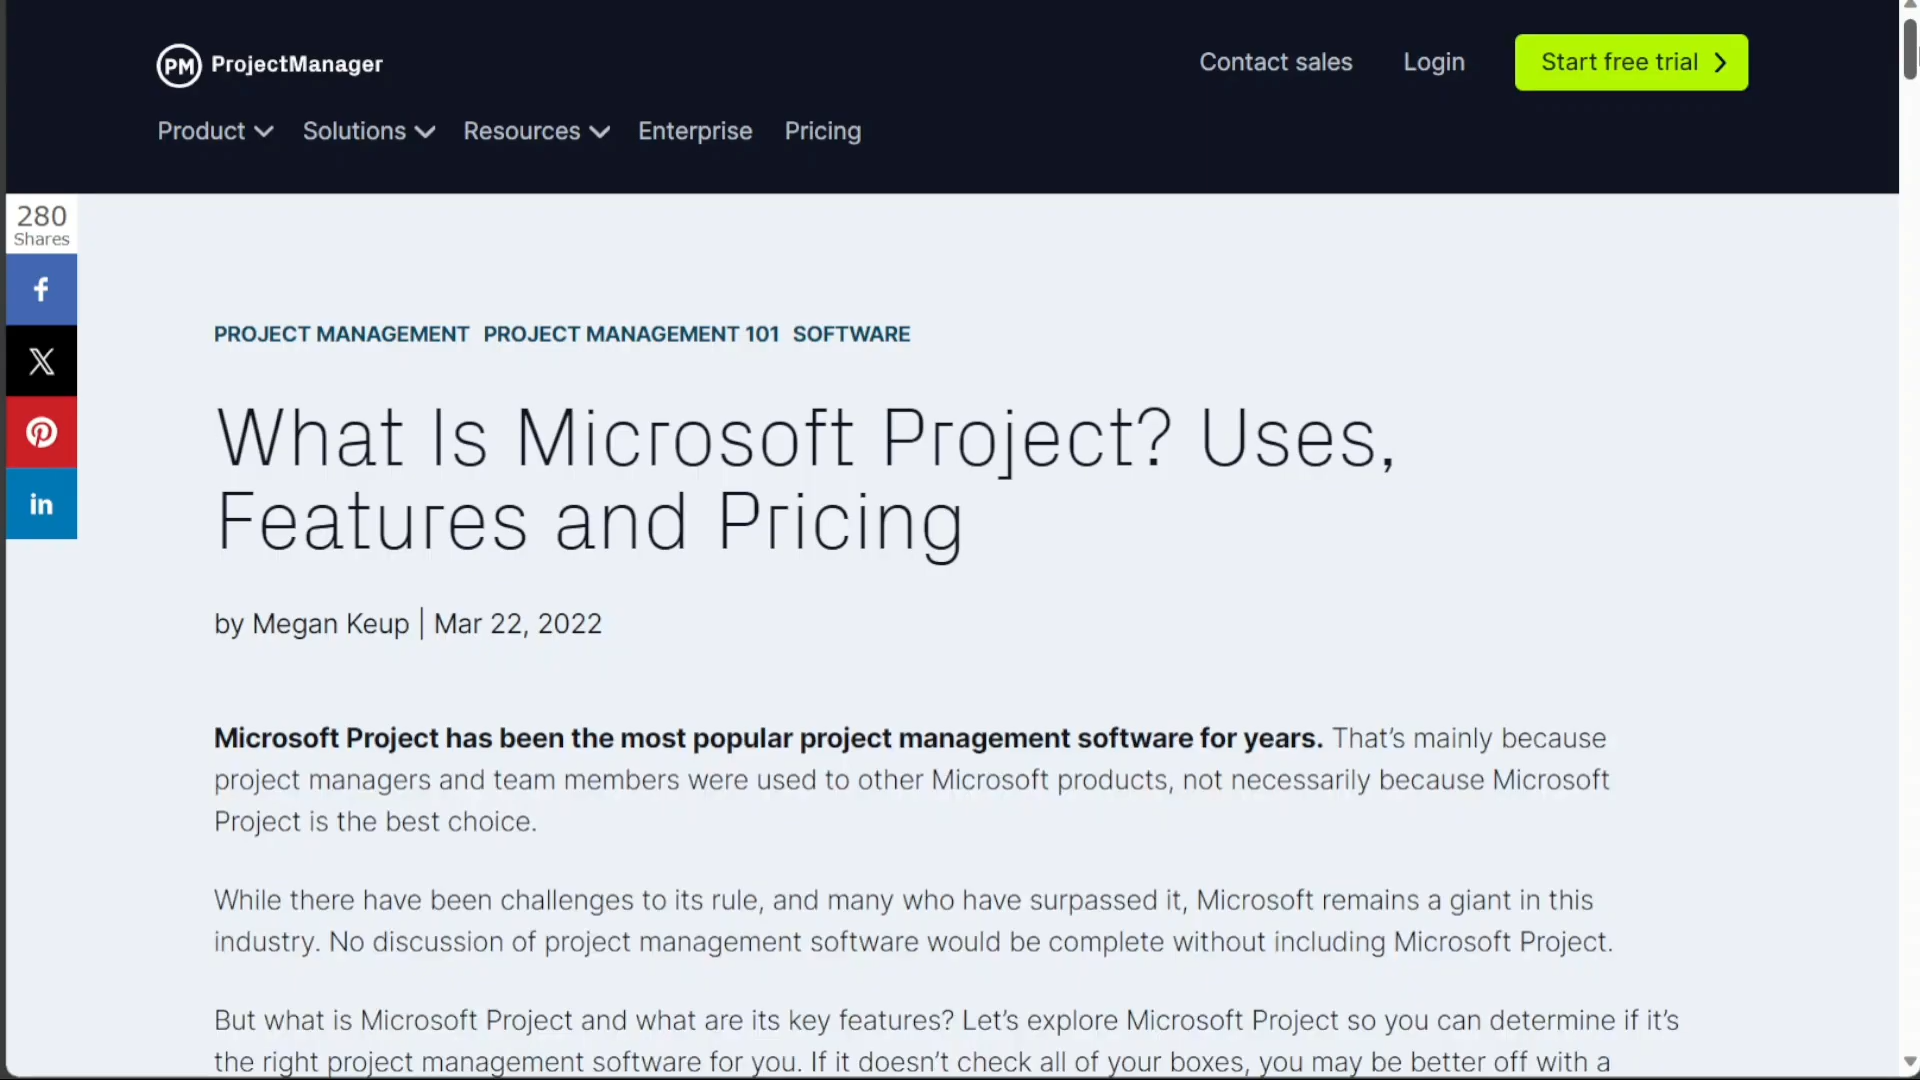 PM ProjectManager
Contact sales Login Start free trial
Product Solutions Resources Enterprise Pricing
280
Shares
PROJECT MANAGEMENT PROJECT MANAGEMENT 101 SOFTWARE
What Is Microsoft Project? Uses,
Features and Pricing
by Megan Keup | Mar 22, 2022
Microsoft Project has been the most popular project management software for years. That’s mainly because
project managers and team members were used to other Microsoft products, not necessarily because Microsoft
Project is the best choice.
While there have been challenges to its rule, and many who have surpassed it, Microsoft remains a giant in this
industry. No discussion of project management software would be complete without including Microsoft Project.
But what is Microsoft Project and what are its key features? Let’s explore Microsoft Project so you can determine if it’s
the right project management software for you. If it doesn’t check all of your boxes, you may be better off with a